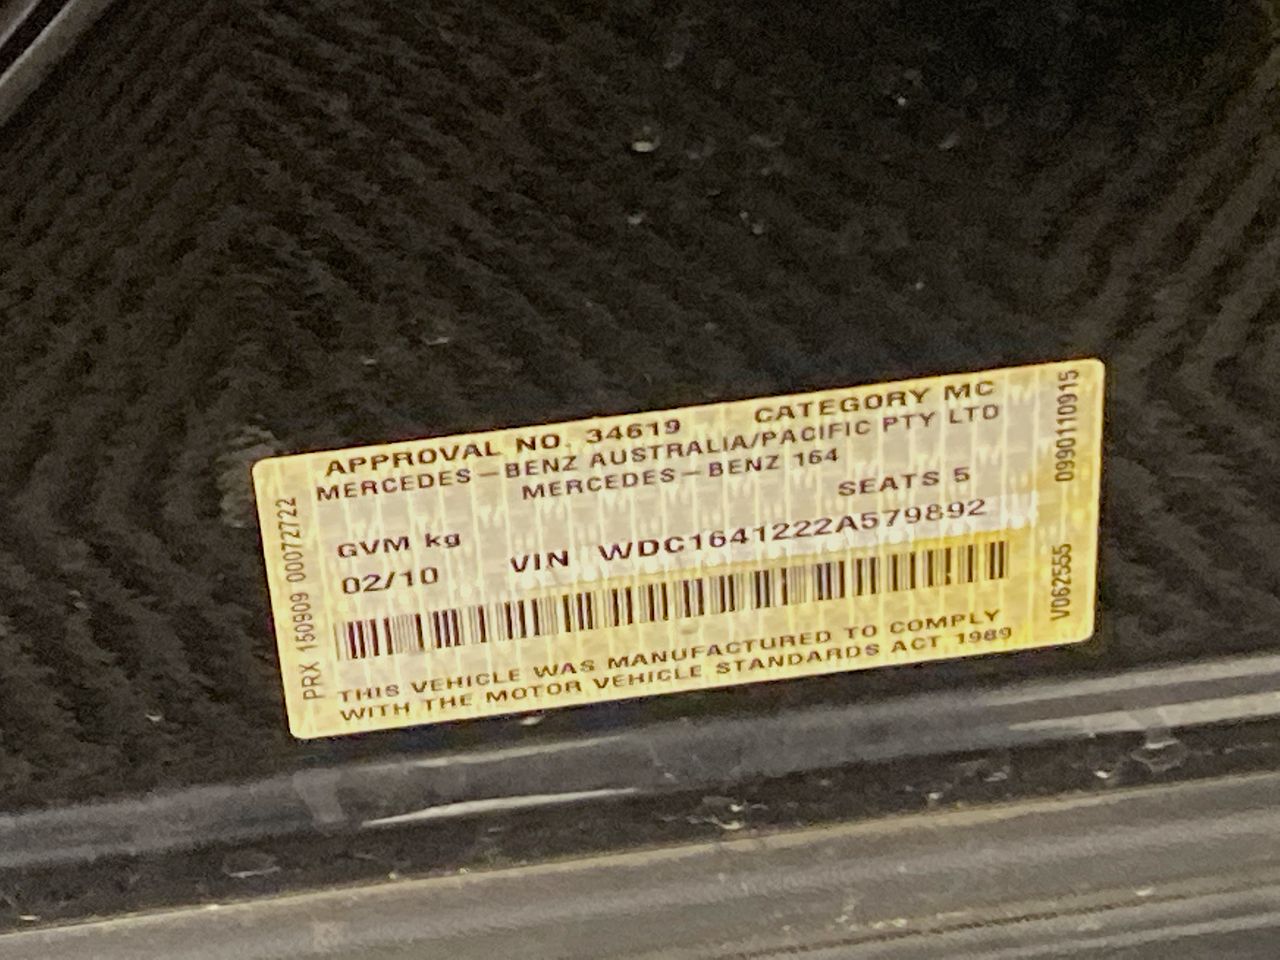 APPROVAL NO. 34619 CATEGORY MC
MERCEDES-BENZ AUSTRALIA/PACIFIC PTY LTD
MERCEDES-BENZ 164
SEATS 5
GVM kg
02/10 VIN WDC1641222A579892
THIS VEHICLE WAS MANUFACTURED TO COMPLY
WITH THE MOTOR VEHICLE STANDARDS ACT 1989
PRX 150909 00072722
V062555 0990110915